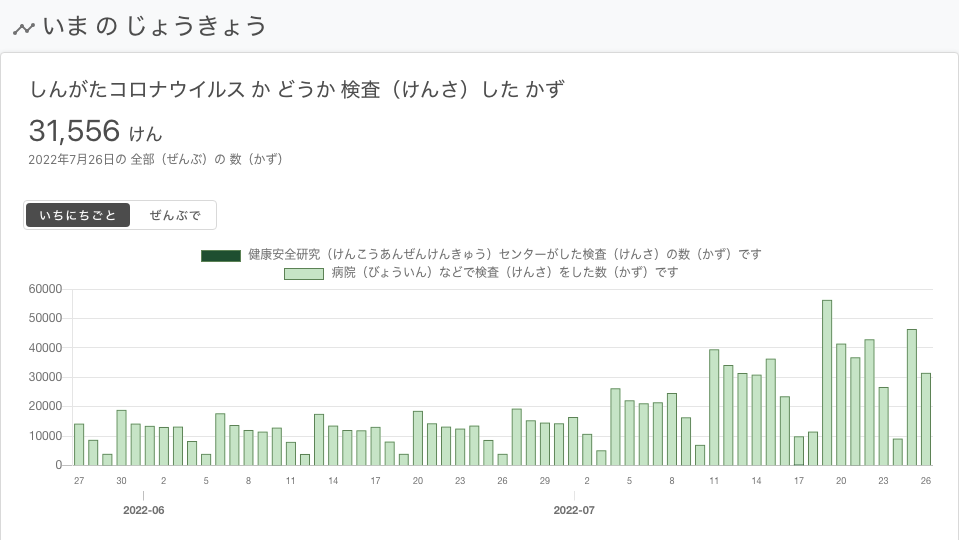 いま の じょうきょう
しんがたコロナウイルス か どうか 検査（けんさ）した かず
31,556 けん
2022年7月26日の 全部（ぜんぶ）の 数（かず）
いちにちごと ぜんぶで
健康安全研究（けんこうあんぜんけんきゅう）センターがした検査（けんさ）の数（かず）です
病院（びょういん）などで検査（けんさ）をした数（かず）です
60000
50000
40000
30000
20000
10000
0
27 30 2 5 8 11 14 17 20 23 26 29 2 5 8 11 14 17 20 23 26
2022-06 2022-07